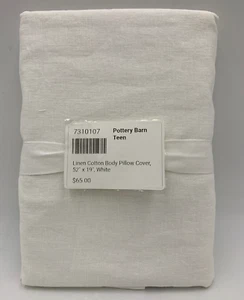 7310107 Pottery Barn
Teen
Linen Cotton Body Pillow Cover,
52" x 19", White
$65.00